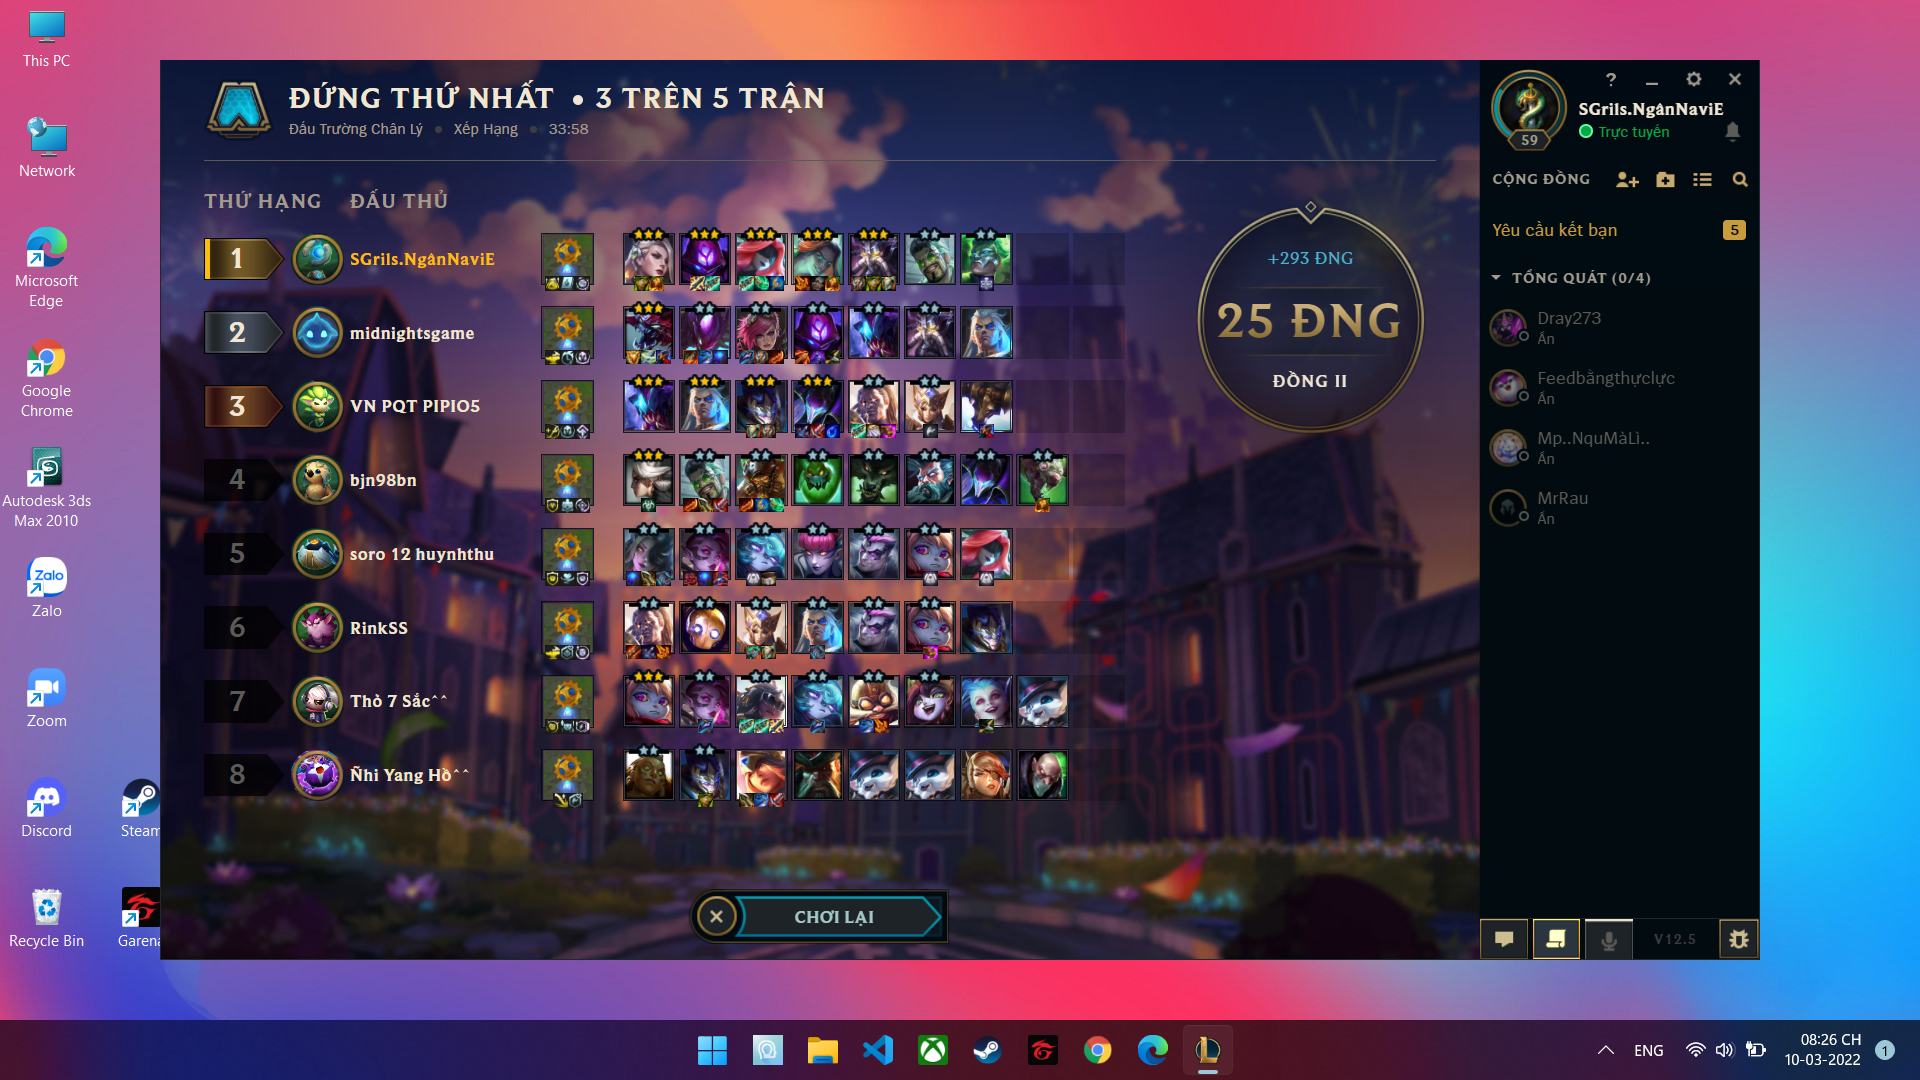 This PC
Network
Microsoft
Edge
Google
Chrome
Autodesk 3ds
Max 2010
Zalo
Zoom
Discord
Steam
Recycle Bin
Garena
ĐỨNG THỨ NHẤT • 3 TRÊN 5 TRẬN
Đấu Trường Chân Lý • Xếp Hạng • 33:58
THỨ HẠNG ĐẤU THỦ
1 SGrils.NgânNaviE
2 midnightsgame
3 VN PQT PIPIO5
4 bjn98bn
5 soro 12 huynhthu
6 RinkSS
7 Thỏ 7 Sắc^^
8 Ñhi Yang Hồ^^
+293 ĐNG
25 ĐNG
ĐỒNG II
CHƠI LẠI
59
SGrils.NgânNaviE
Trực tuyến
CỘNG ĐỒNG
Yêu cầu kết bạn 5
TỔNG QUÁT (0/4)
Dray273
Ẩn
Feedbằngthựclực
Ẩn
Mp..NquMàLì..
Ẩn
MrRau
Ẩn
V12.5
ENG
08:26 CH
10-03-2022
1